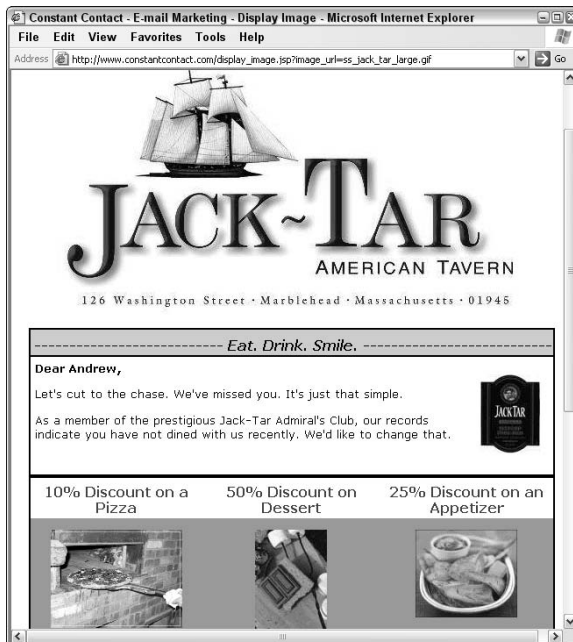 Constant Contact - E-mail Marketing - Display Image - Microsoft Internet Explorer
File Edit View Favorites Tools Help
Address http://www.constantcontact.com/display_image.jsp?image_url=ss_jack_tar_large.gif Go
JACK~TAR
AMERICAN TAVERN
126 Washington Street · Marblehead · Massachusetts · 01945
Eat. Drink. Smile.
Dear Andrew,
Let's cut to the chase. We've missed you. It's just that simple.
As a member of the prestigious Jack-Tar Admiral's Club, our records
indicate you have not dined with us recently. We'd like to change that.
JACK TAR
10% Discount on a
Pizza
50% Discount on
Dessert
25% Discount on an
Appetizer